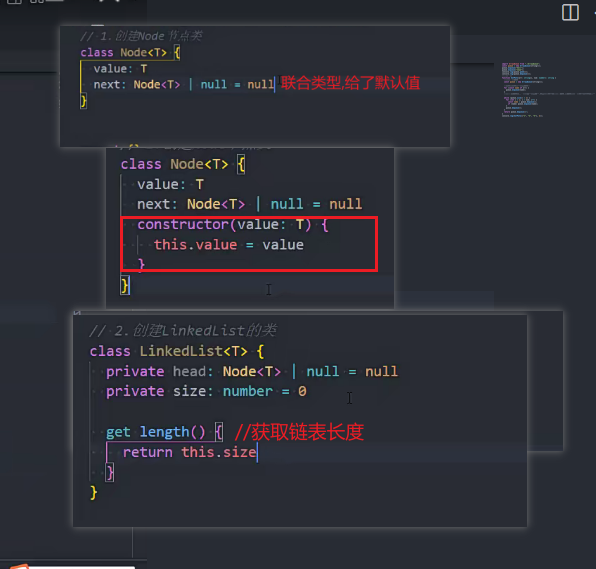 // 1.创建Node节点类
class Node<T> {
value: T
next: Node<T> | null = null 联合类型,给了默认值
}
class Node<T> {
value: T
next: Node<T> | null = null
constructor(value: T) {
this.value = value
}
}
// 2.创建LinkedList的类
class LinkedList<T> {
private head: Node<T> | null = null
private size: number = 0
get length() { //获取链表长度
return this.size
}
}